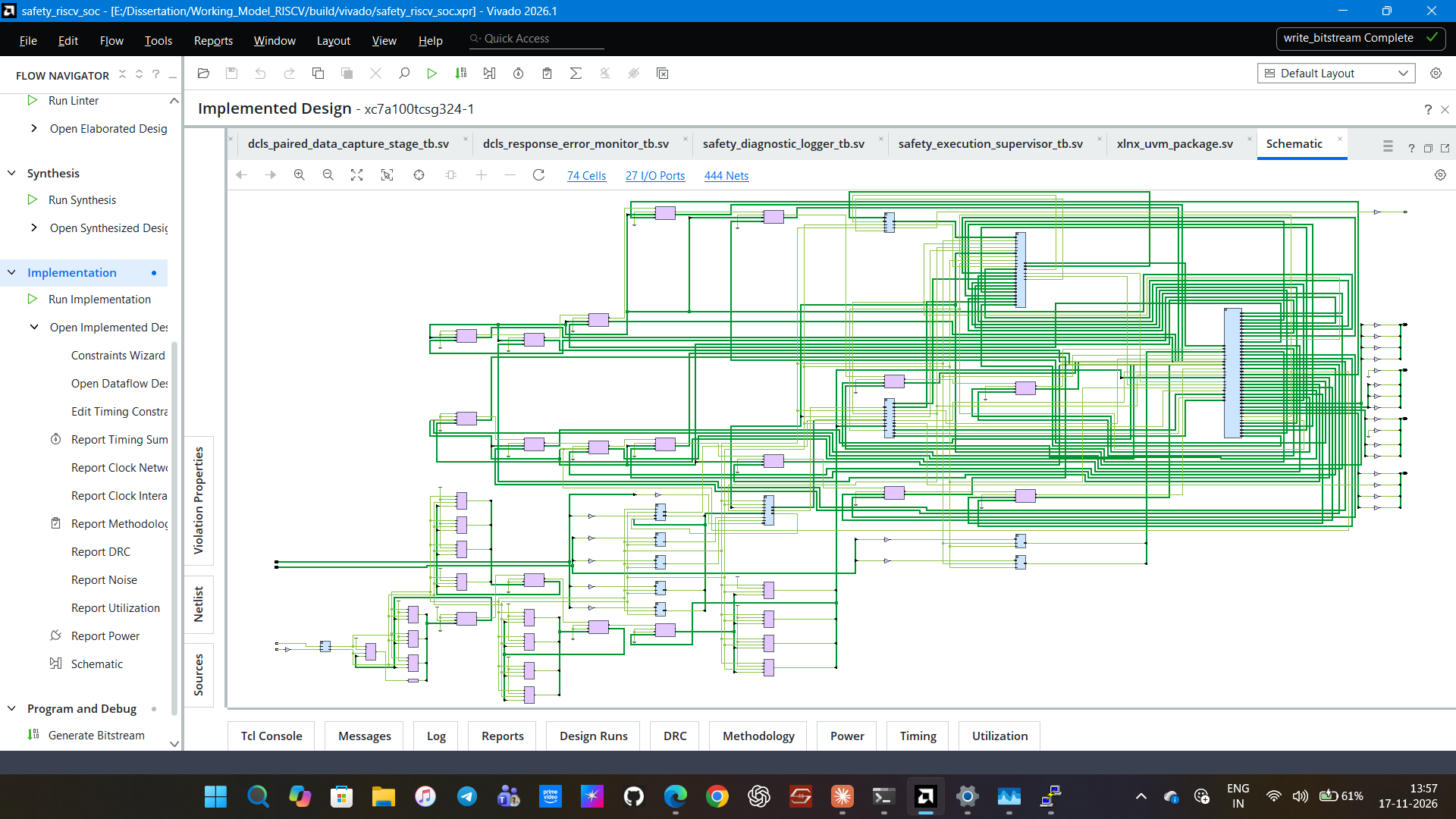 safety_riscv_soc - [E:/Dissertation/Working_Model_RISCV/build/vivado/safety_riscv_soc.xpr] - Vivado 2026.1
File Edit Flow Tools Reports Window Layout View Help Quick Access
write_bitstream Complete
Default Layout
FLOW NAVIGATOR
Run Linter
Open Elaborated Desig
Synthesis
Run Synthesis
Open Synthesized Desig
Implementation
Run Implementation
Open Implemented Des
Constraints Wizard
Open Dataflow Des
Edit Timing Constra
Report Timing Sum
Report Clock Netwo
Report Clock Intera
Report Methodolog
Report DRC
Report Noise
Report Utilization
Report Power
Schematic
Program and Debug
Generate Bitstream
Implemented Design - xc7a100tcsg324-1
dcls_paired_data_capture_stage_tb.sv
dcls_response_error_monitor_tb.sv
safety_diagnostic_logger_tb.sv
safety_execution_supervisor_tb.sv
xlnx_uvm_package.sv
Schematic
74 Cells
27 I/O Ports
444 Nets
Violation Properties
Netlist
Sources
Tcl Console
Messages
Log
Reports
Design Runs
DRC
Methodology
Power
Timing
Utilization
prime video
ENG
IN
61%
13:57
17-11-2026